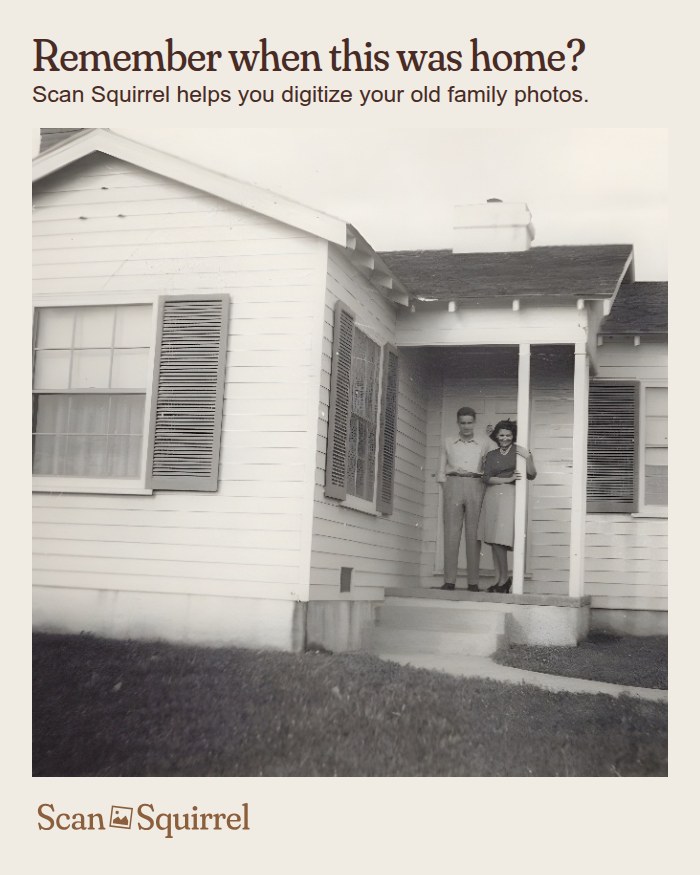 Remember when this was home?
Scan Squirrel helps you digitize your old family photos.
Scan Squirrel